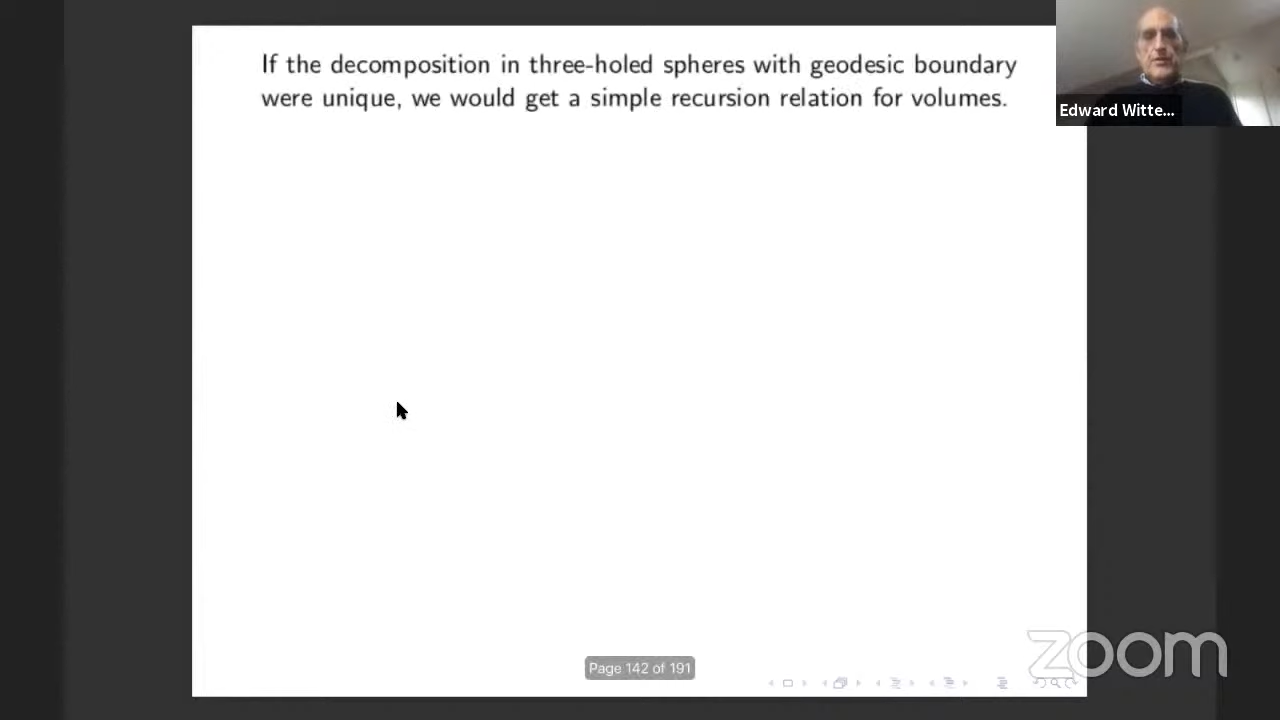 If the decomposition in three-holed spheres with geodesic boundary
were unique, we would get a simple recursion relation for volumes.
Edward Witte...
Page 142 of 191
zoom